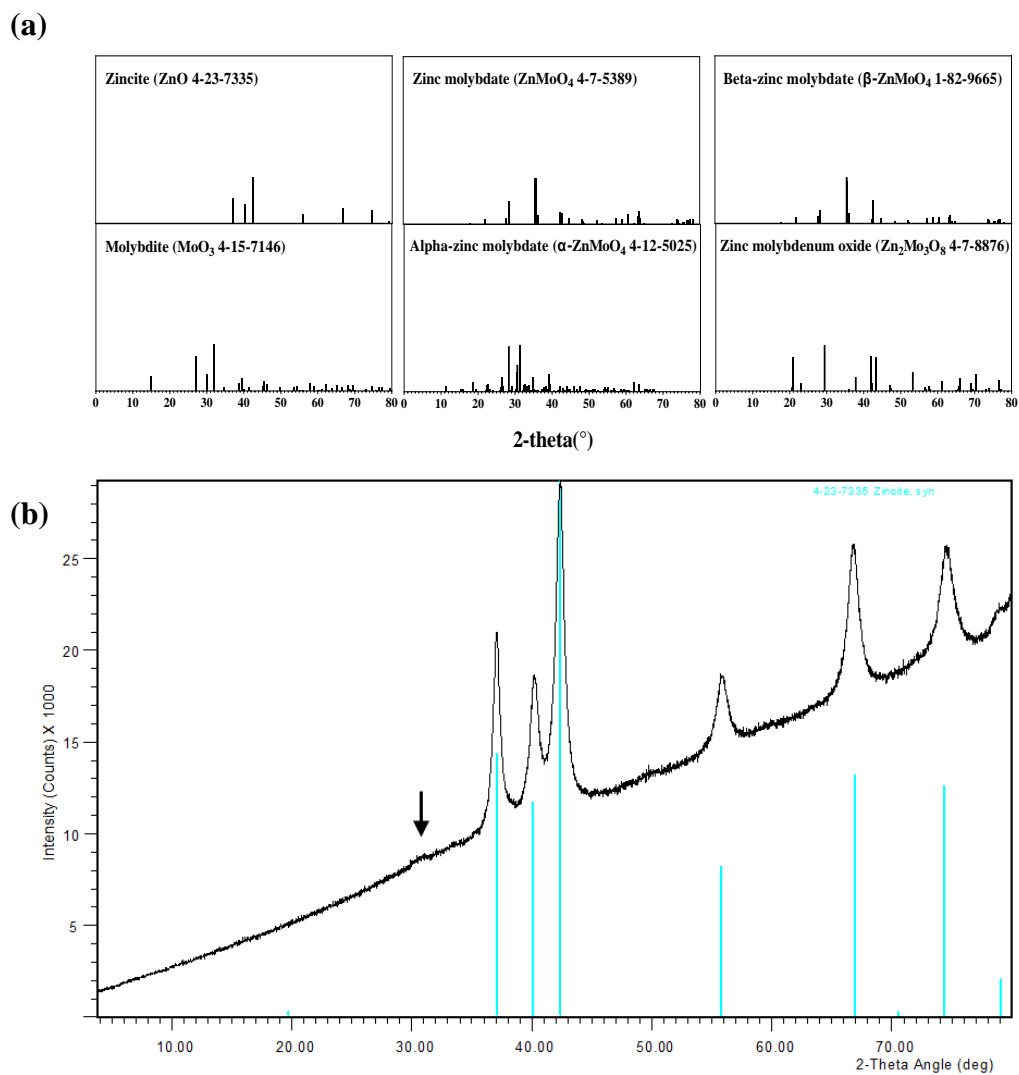 (a)
Zincite (ZnO 4-23-7335)
Zinc molybdate (ZnMoO₄ 4-7-5389)
Beta-zinc molybdate (β-ZnMoO₄ 1-82-9665)
Molybdite (MoO₃ 4-15-7146)
Alpha-zinc molybdate (α-ZnMoO₄ 4-12-5025)
Zinc molybdenum oxide (Zn₂Mo₃O₈ 4-7-8876)
0 10 20 30 40 50 60 70 80
0 10 20 30 40 50 60 70 80
0 10 20 30 40 50 60 70 80
2-theta(°)
(b)
4-23-7335 Zincite, syn
Intensity (Counts) X 1000
25
20
15
10
5
10.00 20.00 30.00 40.00 50.00 60.00 70.00
2-Theta Angle (deg)